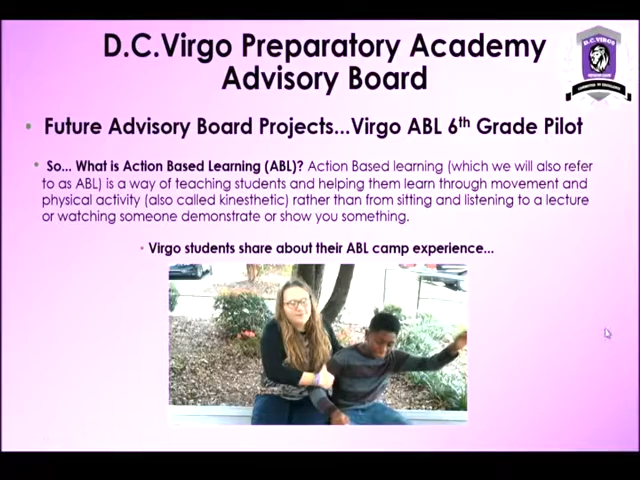 D.C.Virgo Preparatory Academy
Advisory Board
D.C. VIRGO
• Future Advisory Board Projects...Virgo ABL 6th Grade Pilot
• So... What is Action Based Learning (ABL)? Action Based learning (which we will also refer
to as ABL) is a way of teaching students and helping them learn through movement and
physical activity (also called kinesthetic) rather than from sitting and listening to a lecture
or watching someone demonstrate or show you something.
• Virgo students share about their ABL camp experience...